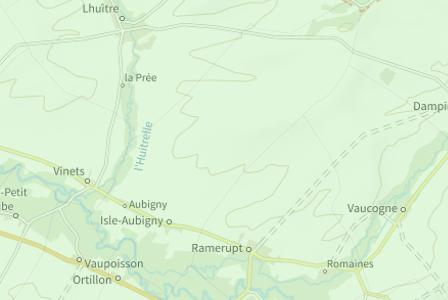 Lhuître
la Prée
Dampi
l'Huitrelle
Vinets
-Petit
be
Aubigny
Isle-Aubigny
Vaucogne
Ramerupt
Vaupoisson
Romaines
Ortillon